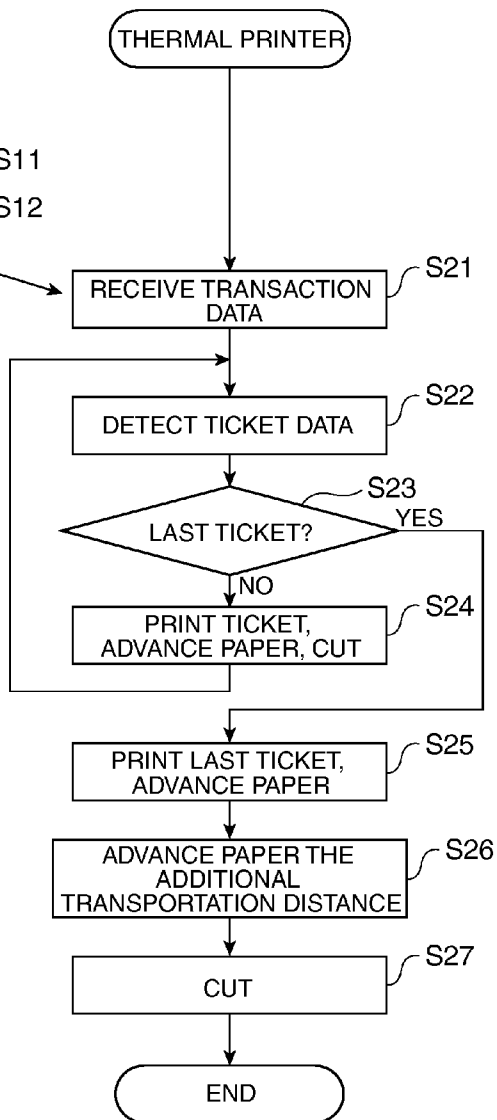 THERMAL PRINTER
S11
S12
S21
RECEIVE TRANSACTION
DATA
S22
DETECT TICKET DATA
S23
LAST TICKET?
YES
NO
S24
PRINT TICKET,
ADVANCE PAPER, CUT
S25
PRINT LAST TICKET,
ADVANCE PAPER
S26
ADVANCE PAPER THE
ADDITIONAL
TRANSPORTATION DISTANCE
S27
CUT
END